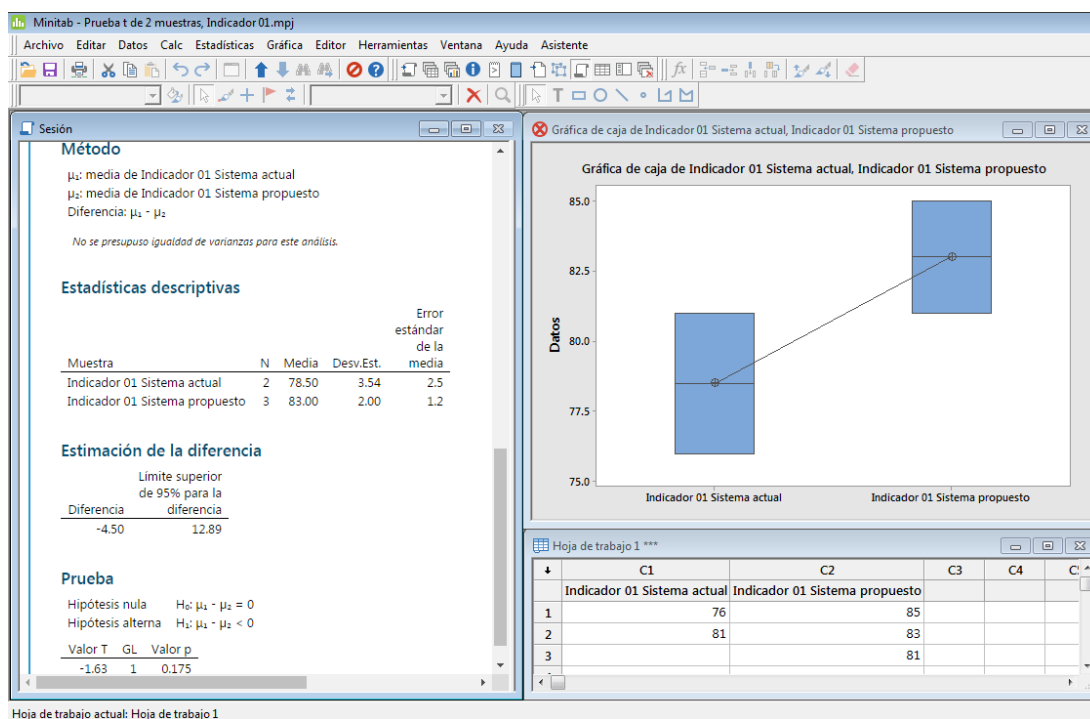 Minitab - Prueba t de 2 muestras, Indicador 01.mpj
Archivo Editar Datos Calc Estadísticas Gráfica Editor Herramientas Ventana Ayuda Asistente
Sesión
Método
μ₁: media de Indicador 01 Sistema actual
μ₂: media de Indicador 01 Sistema propuesto
Diferencia: μ₁ - μ₂
No se presupuso igualdad de varianzas para este análisis.
Estadísticas descriptivas
Error
estándar
de la
Muestra N Media Desv.Est. media
Indicador 01 Sistema actual 2 78.50 3.54 2.5
Indicador 01 Sistema propuesto 3 83.00 2.00 1.2
Estimación de la diferencia
Límite superior
de 95% para la
Diferencia diferencia
-4.50 12.89
Prueba
Hipótesis nula H₀: μ₁ - μ₂ = 0
Hipótesis alterna H₁: μ₁ - μ₂ < 0
Valor T GL Valor p
-1.63 1 0.175
Gráfica de caja de Indicador 01 Sistema actual, Indicador 01 Sistema propuesto
Gráfica de caja de Indicador 01 Sistema actual, Indicador 01 Sistema propuesto
85.0
82.5
80.0
77.5
75.0
Datos
Indicador 01 Sistema actual Indicador 01 Sistema propuesto
Hoja de trabajo 1 ***
C1 C2 C3 C4
Indicador 01 Sistema actual Indicador 01 Sistema propuesto
1 76 85
2 81 83
3 81
Hoja de trabajo actual: Hoja de trabajo 1